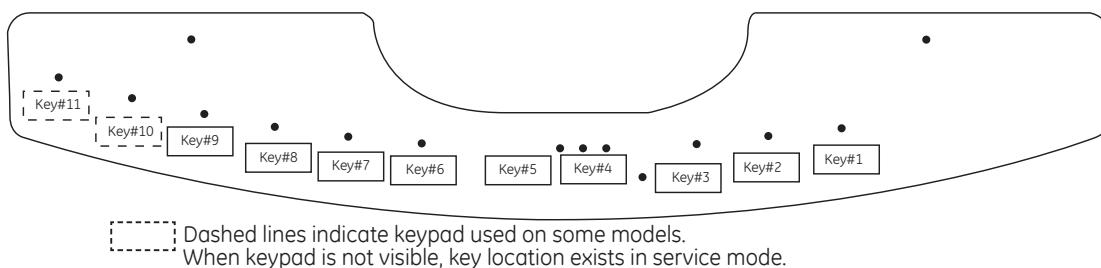 Key#11
Key#10
Key#9
Key#8
Key#7
Key#6
Key#5
Key#4
Key#3
Key#2
Key#1
Dashed lines indicate keypad used on some models.
When keypad is not visible, key location exists in service mode.